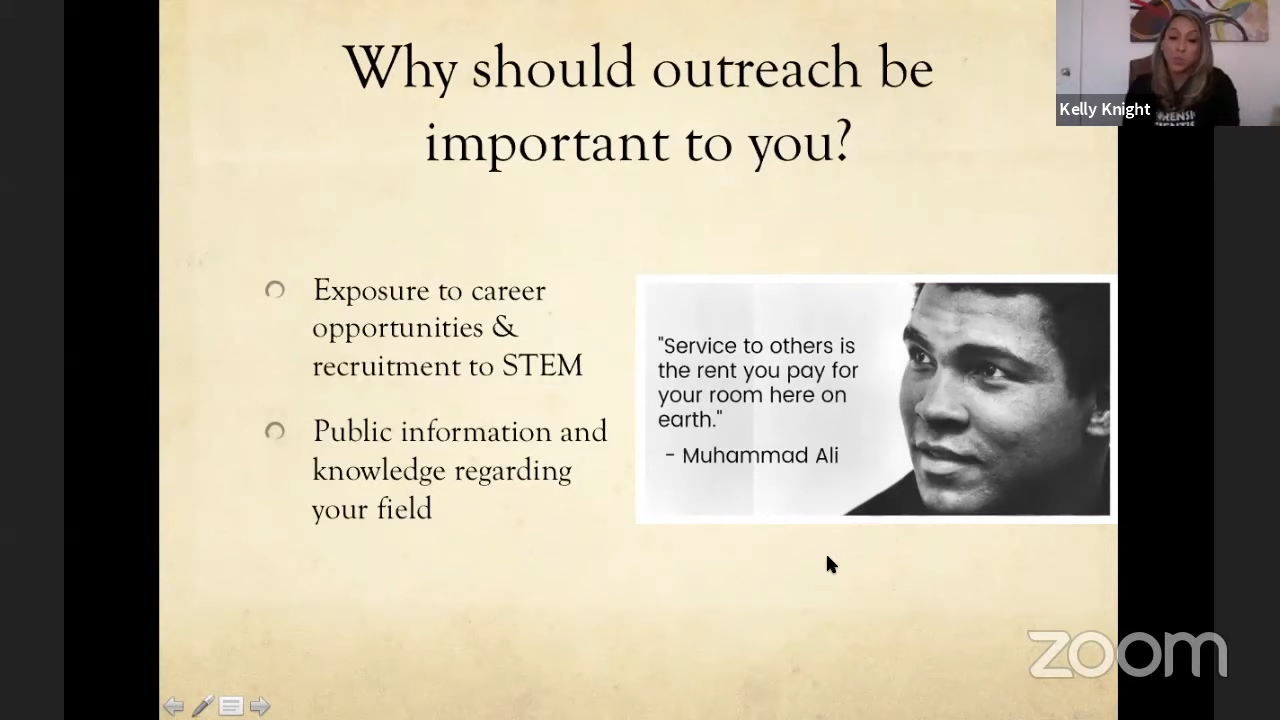 Why should outreach be
important to you?
Kelly Knight
Exposure to career
opportunities &
recruitment to STEM
Public information and
knowledge regarding
your field
"Service to others is
the rent you pay for
your room here on
earth."
- Muhammad Ali
zoom